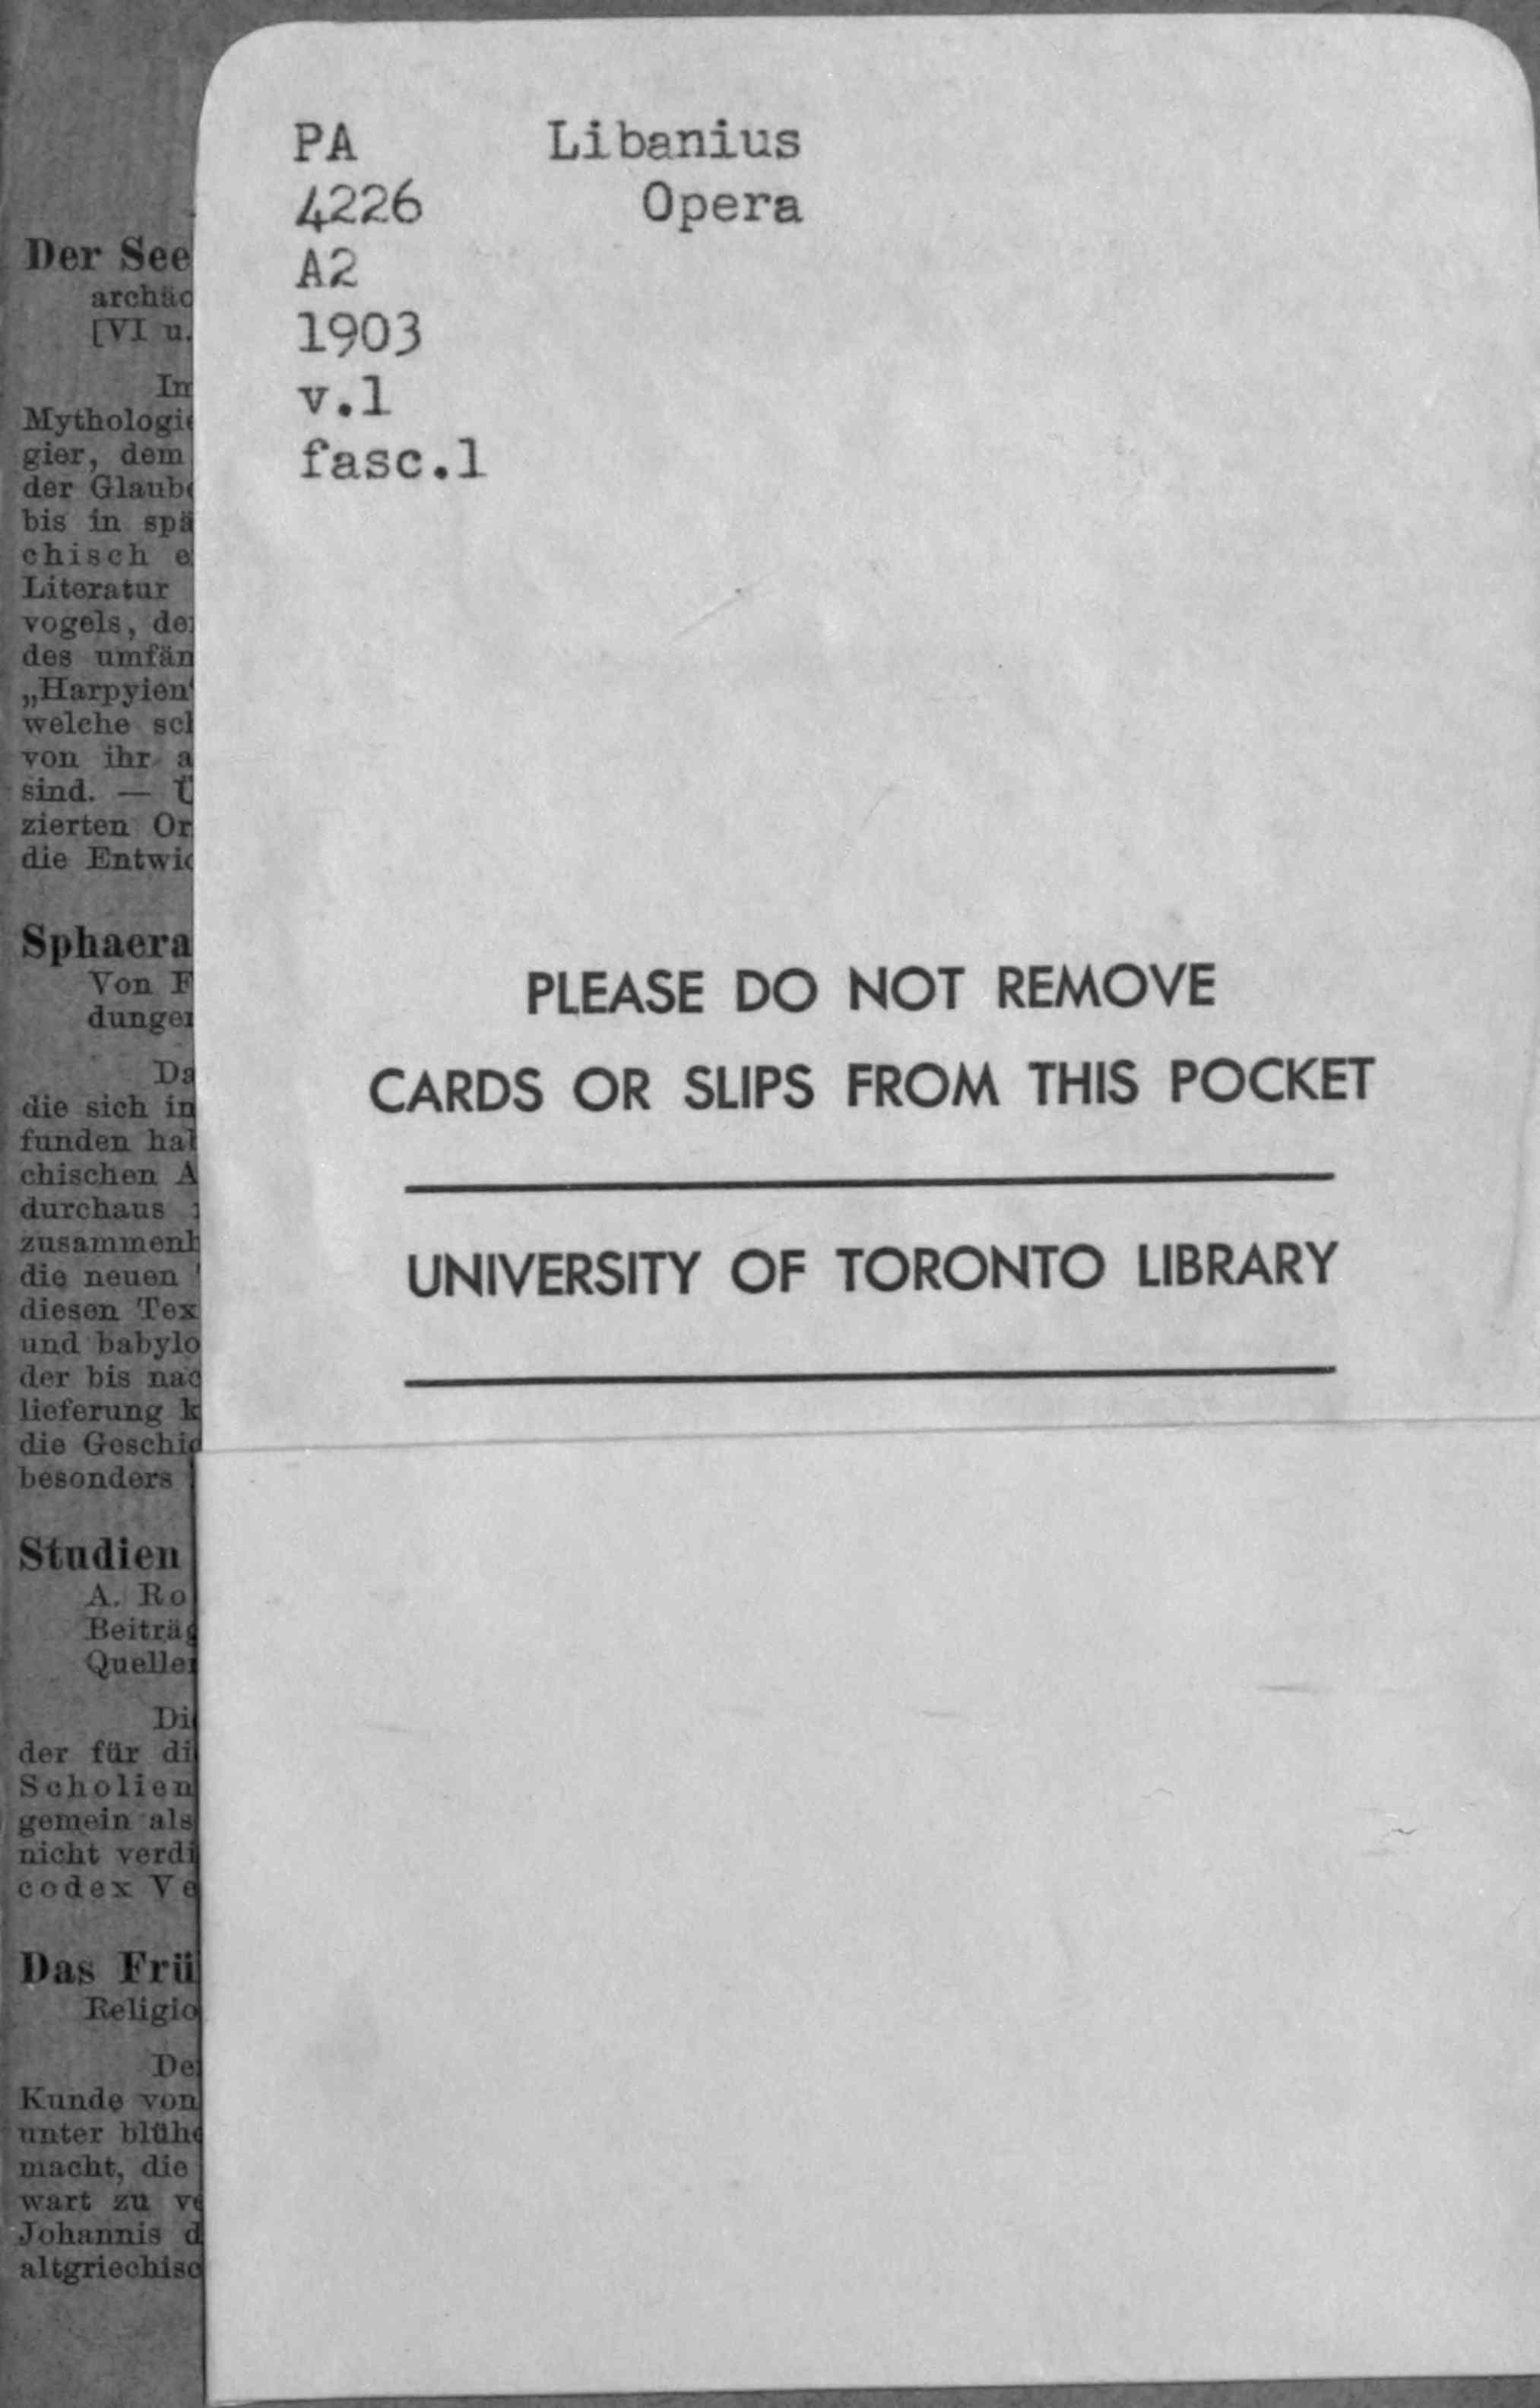 PA Libanius
4226 Opera
A2
1903
v.1
fasc.1
PLEASE DO NOT REMOVE
CARDS OR SLIPS FROM THIS POCKET
UNIVERSITY OF TORONTO LIBRARY
Der See
archäo
[VI u.
In
Mythologie
gier, dem
der Glaube
bis in spä
chisch e
Literatur
vogels, de
des umfän
„Harpyien“
welche sch
von ihr a
sind. —
zierten Or
die Entwic
Sphaera
Von F
dungen
Da
die sich in
funden hal
chischen A
durchaus
zusammenh
die neuen
diesen Tex
und babylo
der bis nac
lieferung k
die Geschic
besonders
Studien
A. Ro
Beiträg
Quellen
Di
der für di
Scholien
gemein als
nicht verdi
codex Ve
Das Frü
Religio
De
Kunde von
unter blühe
macht, die
wart zu ve
Johannis d
altgriechisc